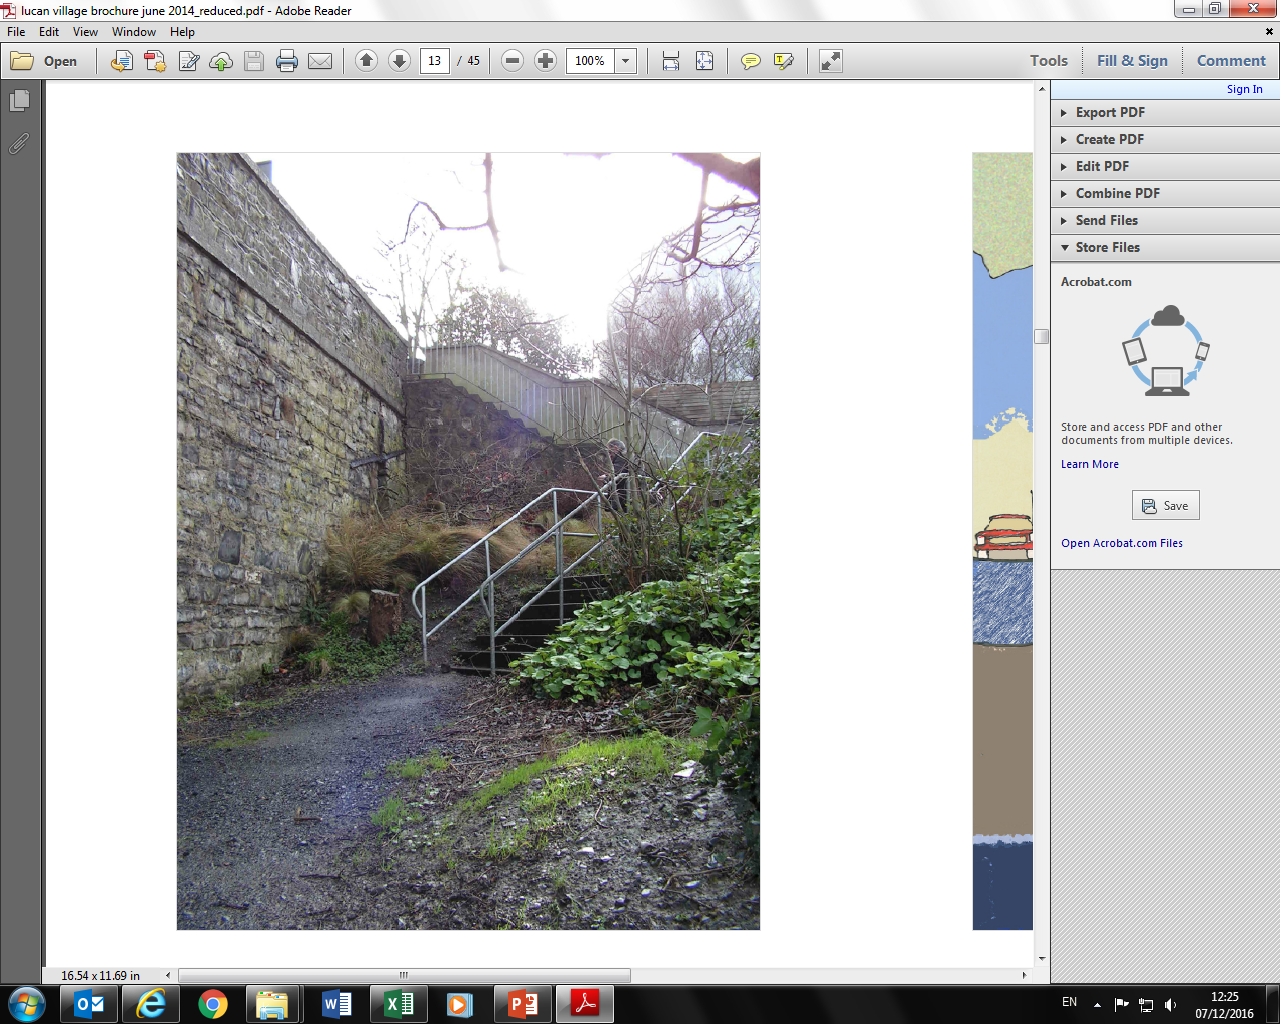 lucan village brochure june 2014_reduced.pdf - Adobe Reader
File Edit View Window Help
Open 13 / 45 100% Tools Fill & Sign Comment
Sign In
Export PDF
Create PDF
Edit PDF
Combine PDF
Send Files
Store Files
Acrobat.com
Store and access PDF and other
documents from multiple devices.
Learn More
Save
Open Acrobat.com Files
16.54 x 11.69 in
EN 12:25
07/12/2016